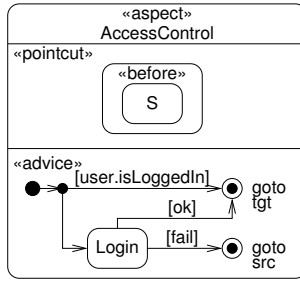 «aspect»
AccessControl
«pointcut»
«before»
S
«advice»
[user.isLoggedIn]
goto
tgt
[ok]
Login
[fail]
goto
src